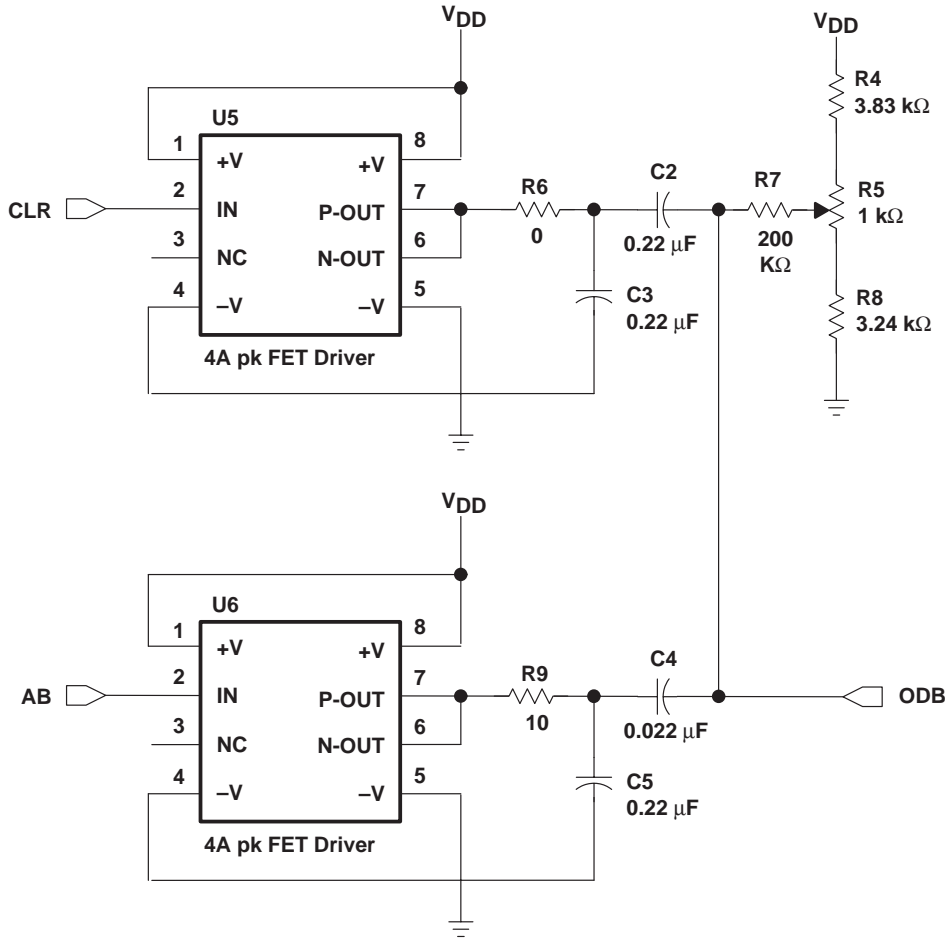 VDD
VDD
R4
3.83 kΩ
U5
1
+V
+V
8
CLR
2
IN
P-OUT
7
3
NC
N-OUT
6
4
–V
–V
5
4A pk FET Driver
R6
0
C2
0.22 μF
C3
0.22 μF
R7
200
KΩ
R5
1 kΩ
R8
3.24 kΩ
VDD
U6
1
+V
+V
8
AB
2
IN
P-OUT
7
3
NC
N-OUT
6
4
–V
–V
5
4A pk FET Driver
R9
10
C4
0.022 μF
C5
0.22 μF
ODB